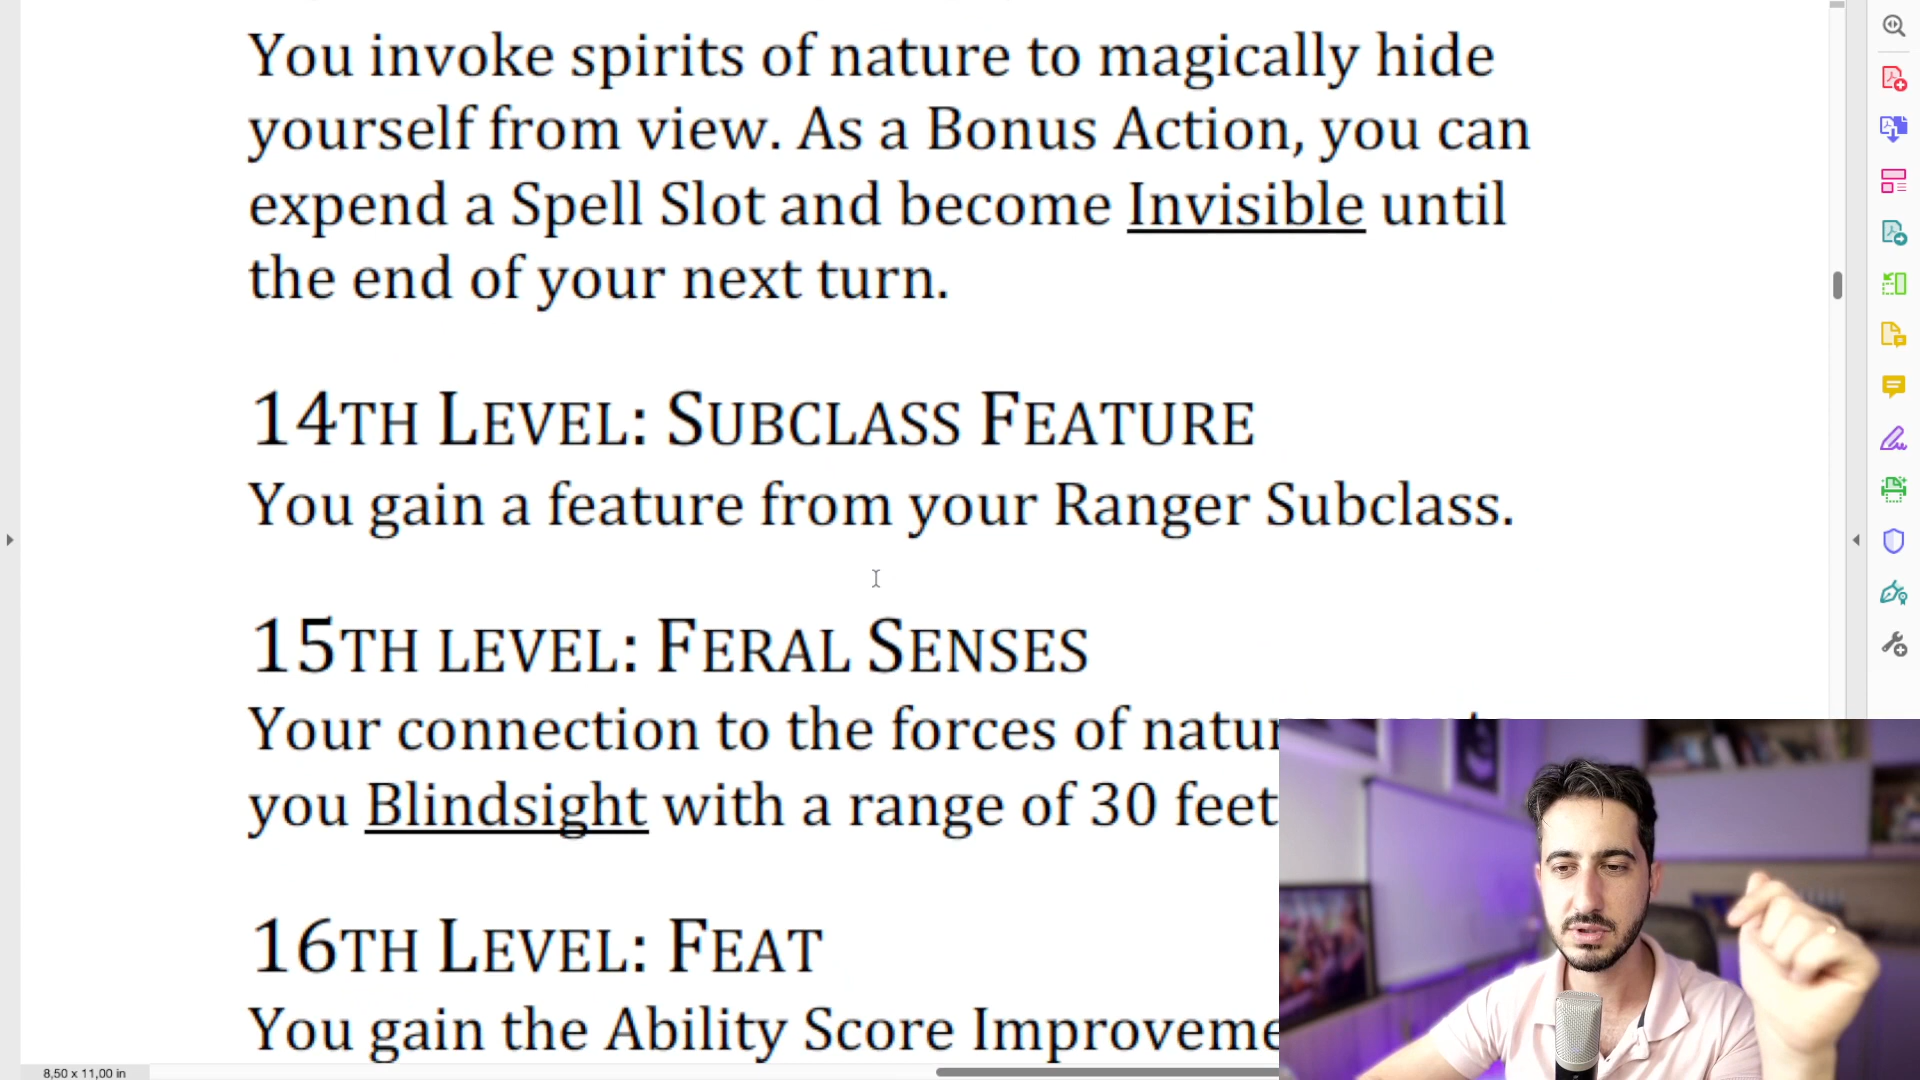 You invoke spirits of nature to magically hide
yourself from view. As a Bonus Action, you can
expend a Spell Slot and become Invisible until
the end of your next turn.
14TH LEVEL: SUBCLASS FEATURE
You gain a feature from your Ranger Subclass.
15TH LEVEL: FERAL SENSES
Your connection to the forces of
you Blindsight with a range of 30 feet
16TH LEVEL: FEAT
You gain the Ability Score
8,50 x 11,00 in